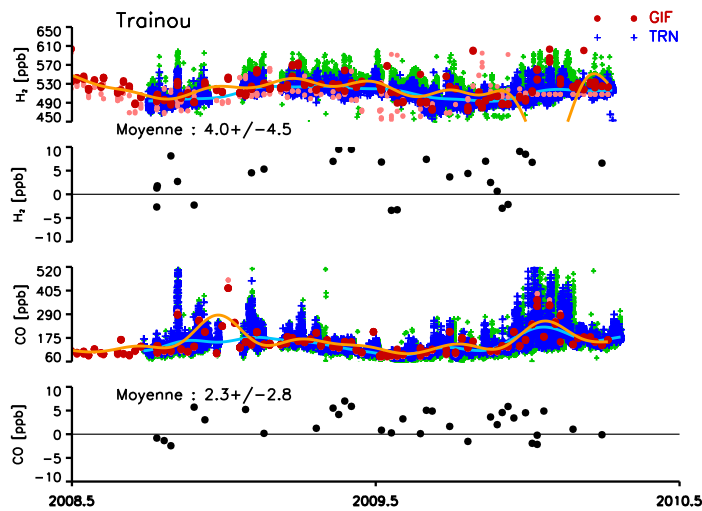 Trainou
GIF
TRN
H2 [ppb]
650
610
570
530
490
450
Moyenne : 4.0+/-4.5
H2 [ppb]
10
5
0
-5
-10
CO [ppb]
520
405
290
175
60
Moyenne : 2.3+/-2.8
CO [ppb]
10
5
0
-5
-10
2008.5
2009.5
2010.5